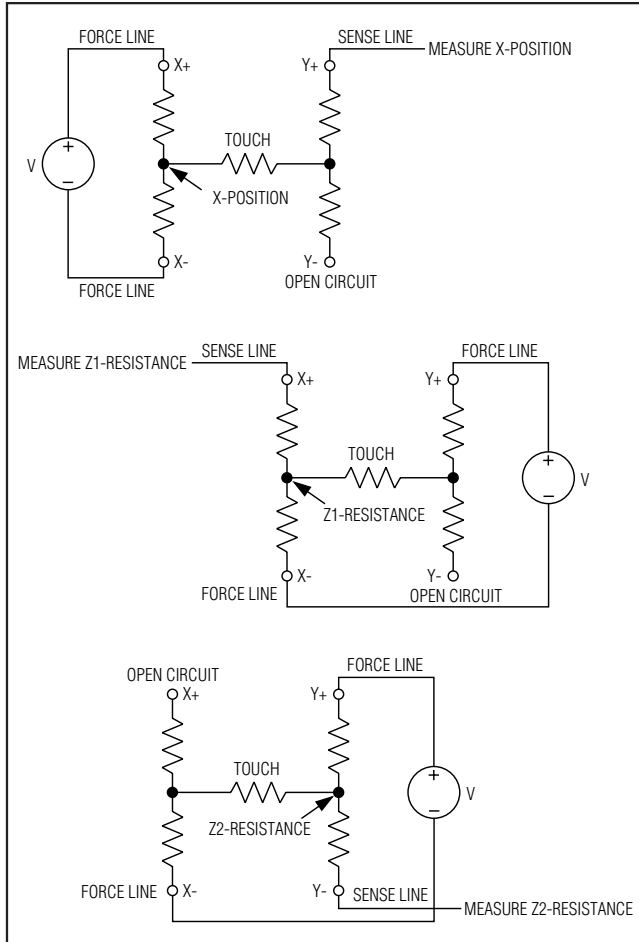 FORCE LINE
SENSE LINE
MEASURE X-POSITION
X+
Y+
TOUCH
V
+
−
X-POSITION
X-
Y-
FORCE LINE
OPEN CIRCUIT
MEASURE Z1-RESISTANCE
SENSE LINE
FORCE LINE
X+
Y+
TOUCH
+
−
V
Z1-RESISTANCE
X-
Y-
FORCE LINE
OPEN CIRCUIT
OPEN CIRCUIT
FORCE LINE
X+
Y+
TOUCH
+
−
V
Z2-RESISTANCE
FORCE LINE
X-
Y-
SENSE LINE
MEASURE Z2-RESISTANCE